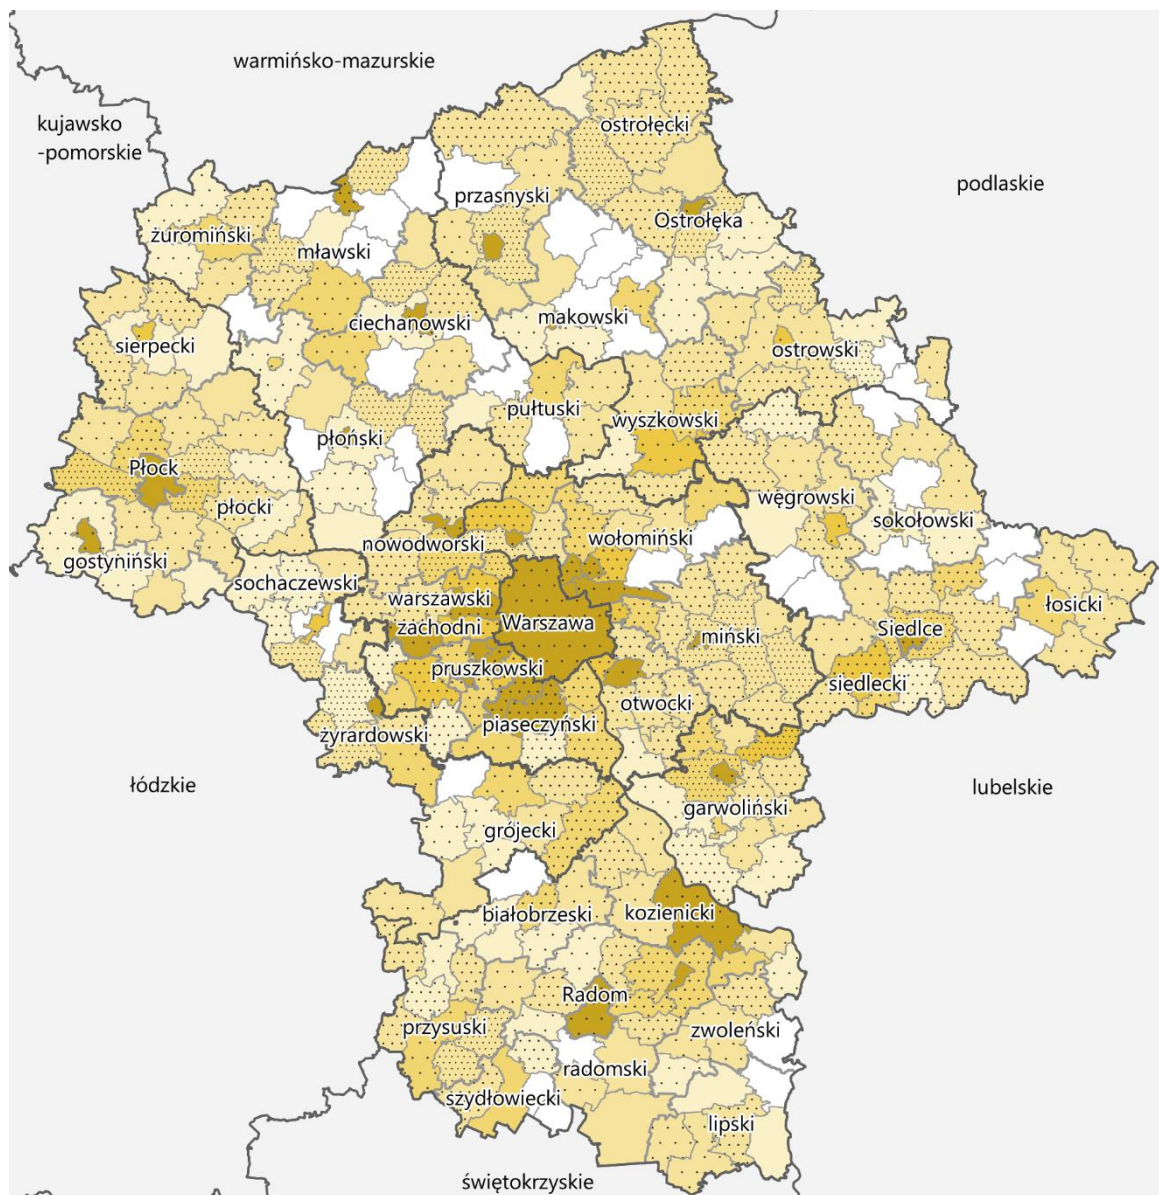 warmińsko-mazurskie
kujawsko
-pomorskie
ostrołęcki
podlaskie
przasnyski
Ostrołęka
żuromiński
mławski
ciechanowski
makowski
sierpecki
ostrowski
pułtuski
wyszkowski
płoński
Płock
węgrowski
płocki
sokołowski
nowodworski
wołomiński
gostyniński
sochaczewski
warszawski
zachodni
Warszawa
miński
Siedlce
łosicki
pruszkowski
siedlecki
otwocki
piaseczyński
żyrardowski
łódzkie
lubelskie
garwoliński
grójecki
białobrzeski
kozienicki
Radom
przysuski
zwoleński
radomski
szydłowiecki
lipski
świętokrzyskie